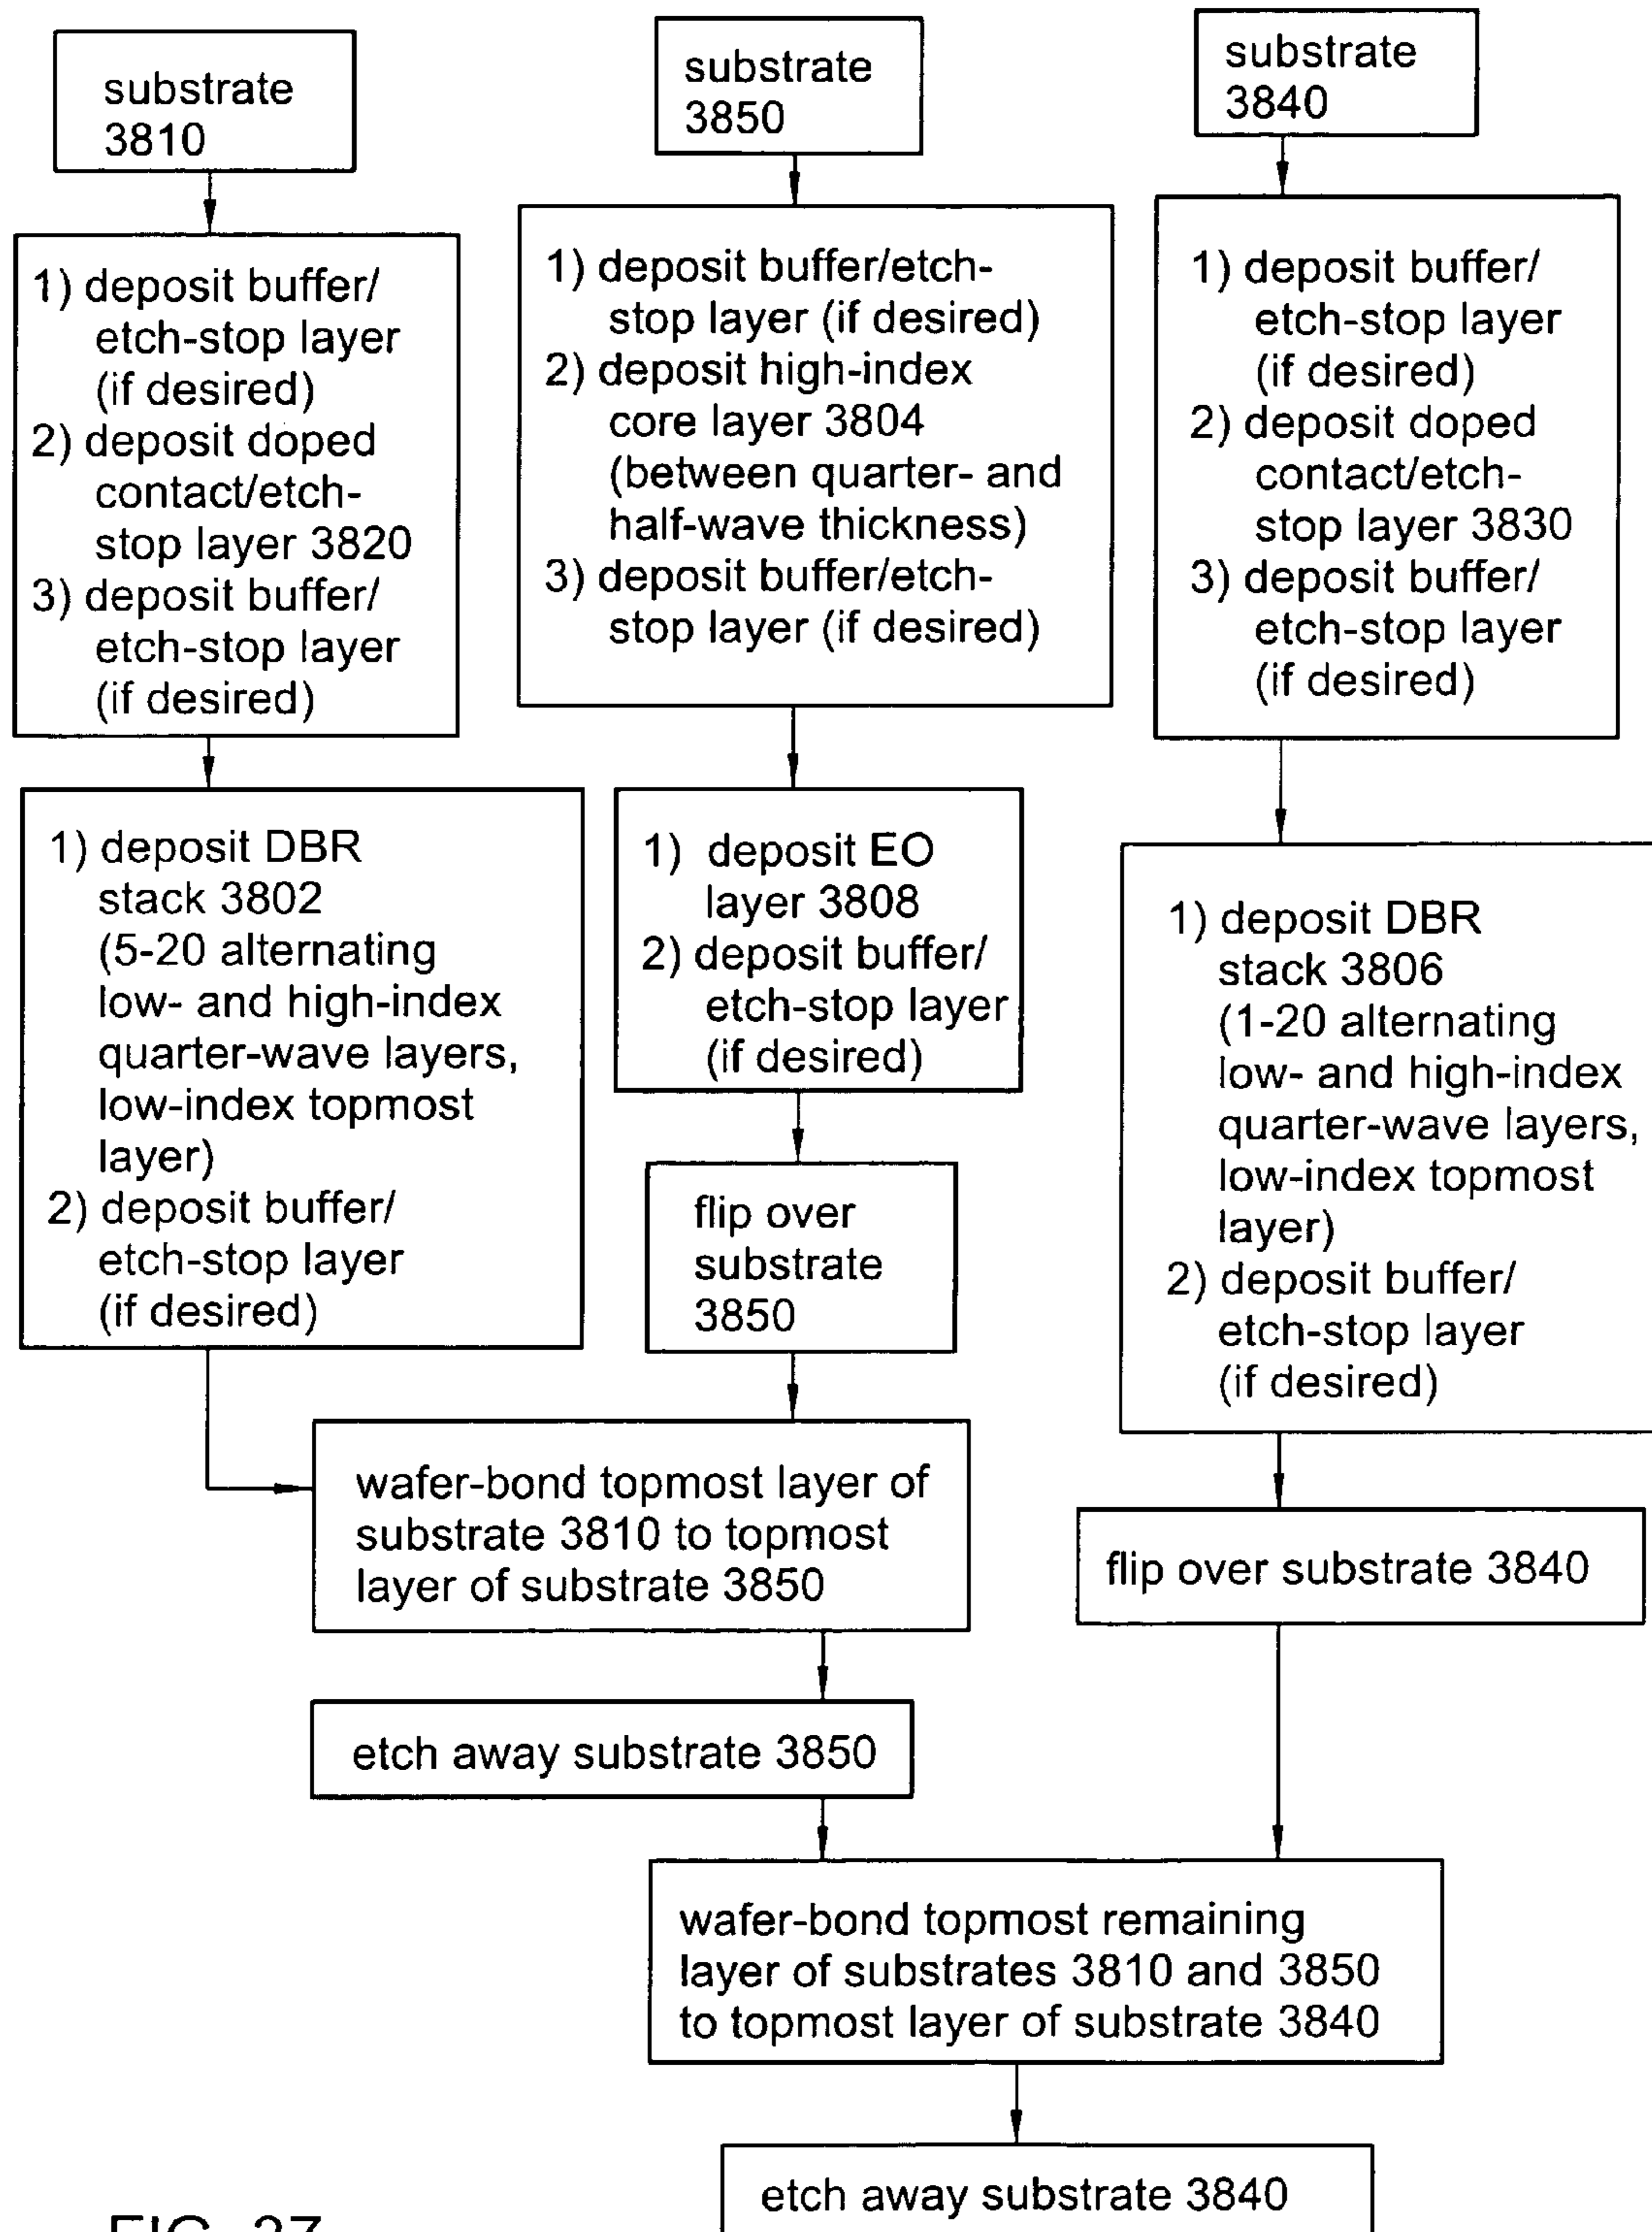 substrate
3810
substrate
3850
substrate
3840
1) deposit buffer/
etch-stop layer
(if desired)
2) deposit doped
contact/etch-
stop layer 3820
3) deposit buffer/
etch-stop layer
(if desired)
1) deposit buffer/etch-
stop layer (if desired)
2) deposit high-index
core layer 3804
(between quarter- and
half-wave thickness)
3) deposit buffer/etch-
stop layer (if desired)
1) deposit buffer/
etch-stop layer
(if desired)
2) deposit doped
contact/etch-
stop layer 3830
3) deposit buffer/
etch-stop layer
(if desired)
1) deposit DBR
stack 3802
(5-20 alternating
low- and high-index
quarter-wave layers,
low-index topmost
layer)
2) deposit buffer/
etch-stop layer
(if desired)
1) deposit EO
layer 3808
2) deposit buffer/
etch-stop layer
(if desired)
1) deposit DBR
stack 3806
(1-20 alternating
low- and high-index
quarter-wave layers,
low-index topmost
layer)
2) deposit buffer/
etch-stop layer
(if desired)
flip over
substrate
3850
wafer-bond topmost layer of
substrate 3810 to topmost
layer of substrate 3850
flip over substrate 3840
etch away substrate 3850
wafer-bond topmost remaining
layer of substrates 3810 and 3850
to topmost layer of substrate 3840
etch away substrate 3840
FIG. 37